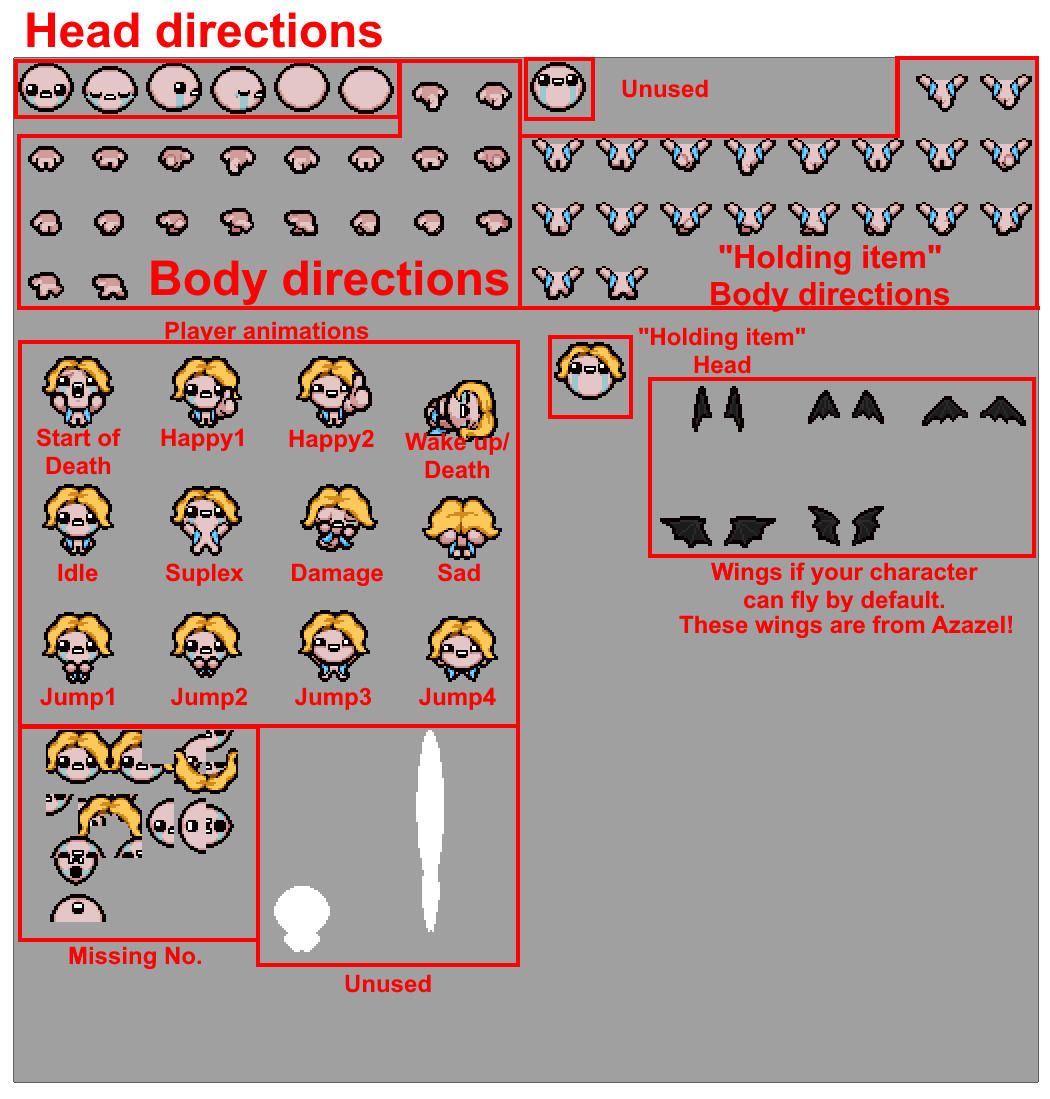 Head directions
Unused
Body directions
"Holding item"
Body directions
Player animations
"Holding item"
Head
Start of
Death
Happy1
Happy2
Wake up/
Death
Idle
Suplex
Damage
Sad
Wings if your character
can fly by default.
These wings are from Azazel!
Jump1
Jump2
Jump3
Jump4
Missing No.
Unused